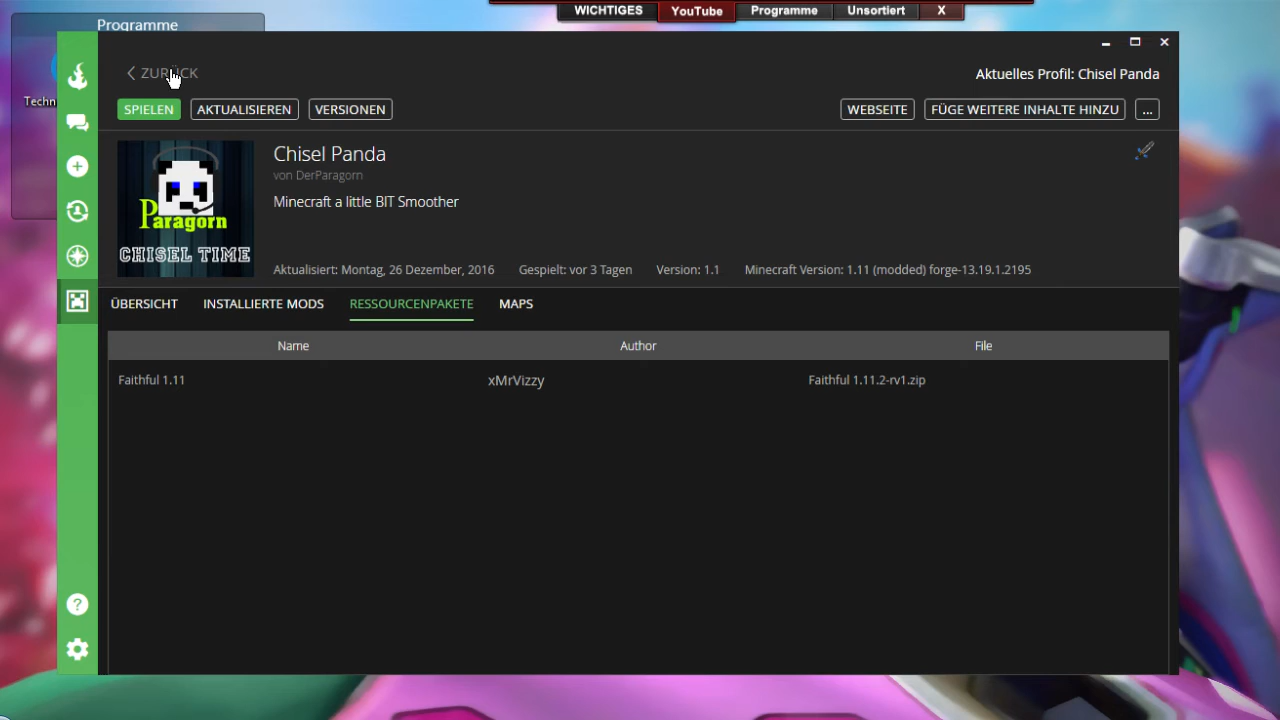 WICHTIGES YouTube Programme Unsortiert X
Programme
ZURÜCK
Aktuelles Profil: Chisel Panda
Techn
SPIELEN AKTUALISIEREN VERSIONEN WEBSEITE FÜGE WEITERE INHALTE HINZU ...
Chisel Panda
von DerParagorn
Minecraft a little BIT Smoother
Paragorn
CHISEL TIME
Aktualisiert: Montag, 26 Dezember, 2016 Gespielt: vor 3 Tagen Version: 1.1 Minecraft Version: 1.11 (modded) forge-13.19.1.2195
ÜBERSICHT INSTALLIERTE MODS RESSOURCENPAKETE MAPS
Name Author File
Faithful 1.11 xMrVizzy Faithful 1.11.2-rv1.zip